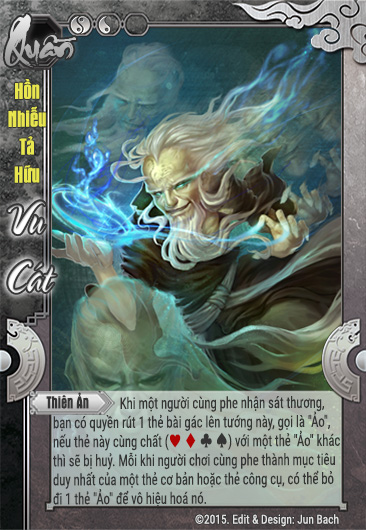 Quần
Hồn
Nhiễu
Tả
Hữu
Vu
Cát
Thiên Ản Khi một người cùng phe nhận sát thương,
bạn có quyền rút 1 thẻ bài gác lên tướng này, gọi là "Ảo",
nếu thẻ này cùng chất (♥ ♦ ♣ ♠) với một thẻ "Ảo" khác
thì sẽ bị huỷ. Mỗi khi người chơi cùng phe thành mục tiêu
duy nhất của một thẻ cơ bản hoặc thẻ công cụ, có thể bỏ
đi 1 thẻ "Ảo" để vô hiệu hoá nó.
©2015. Edit & Design: Jun Bach